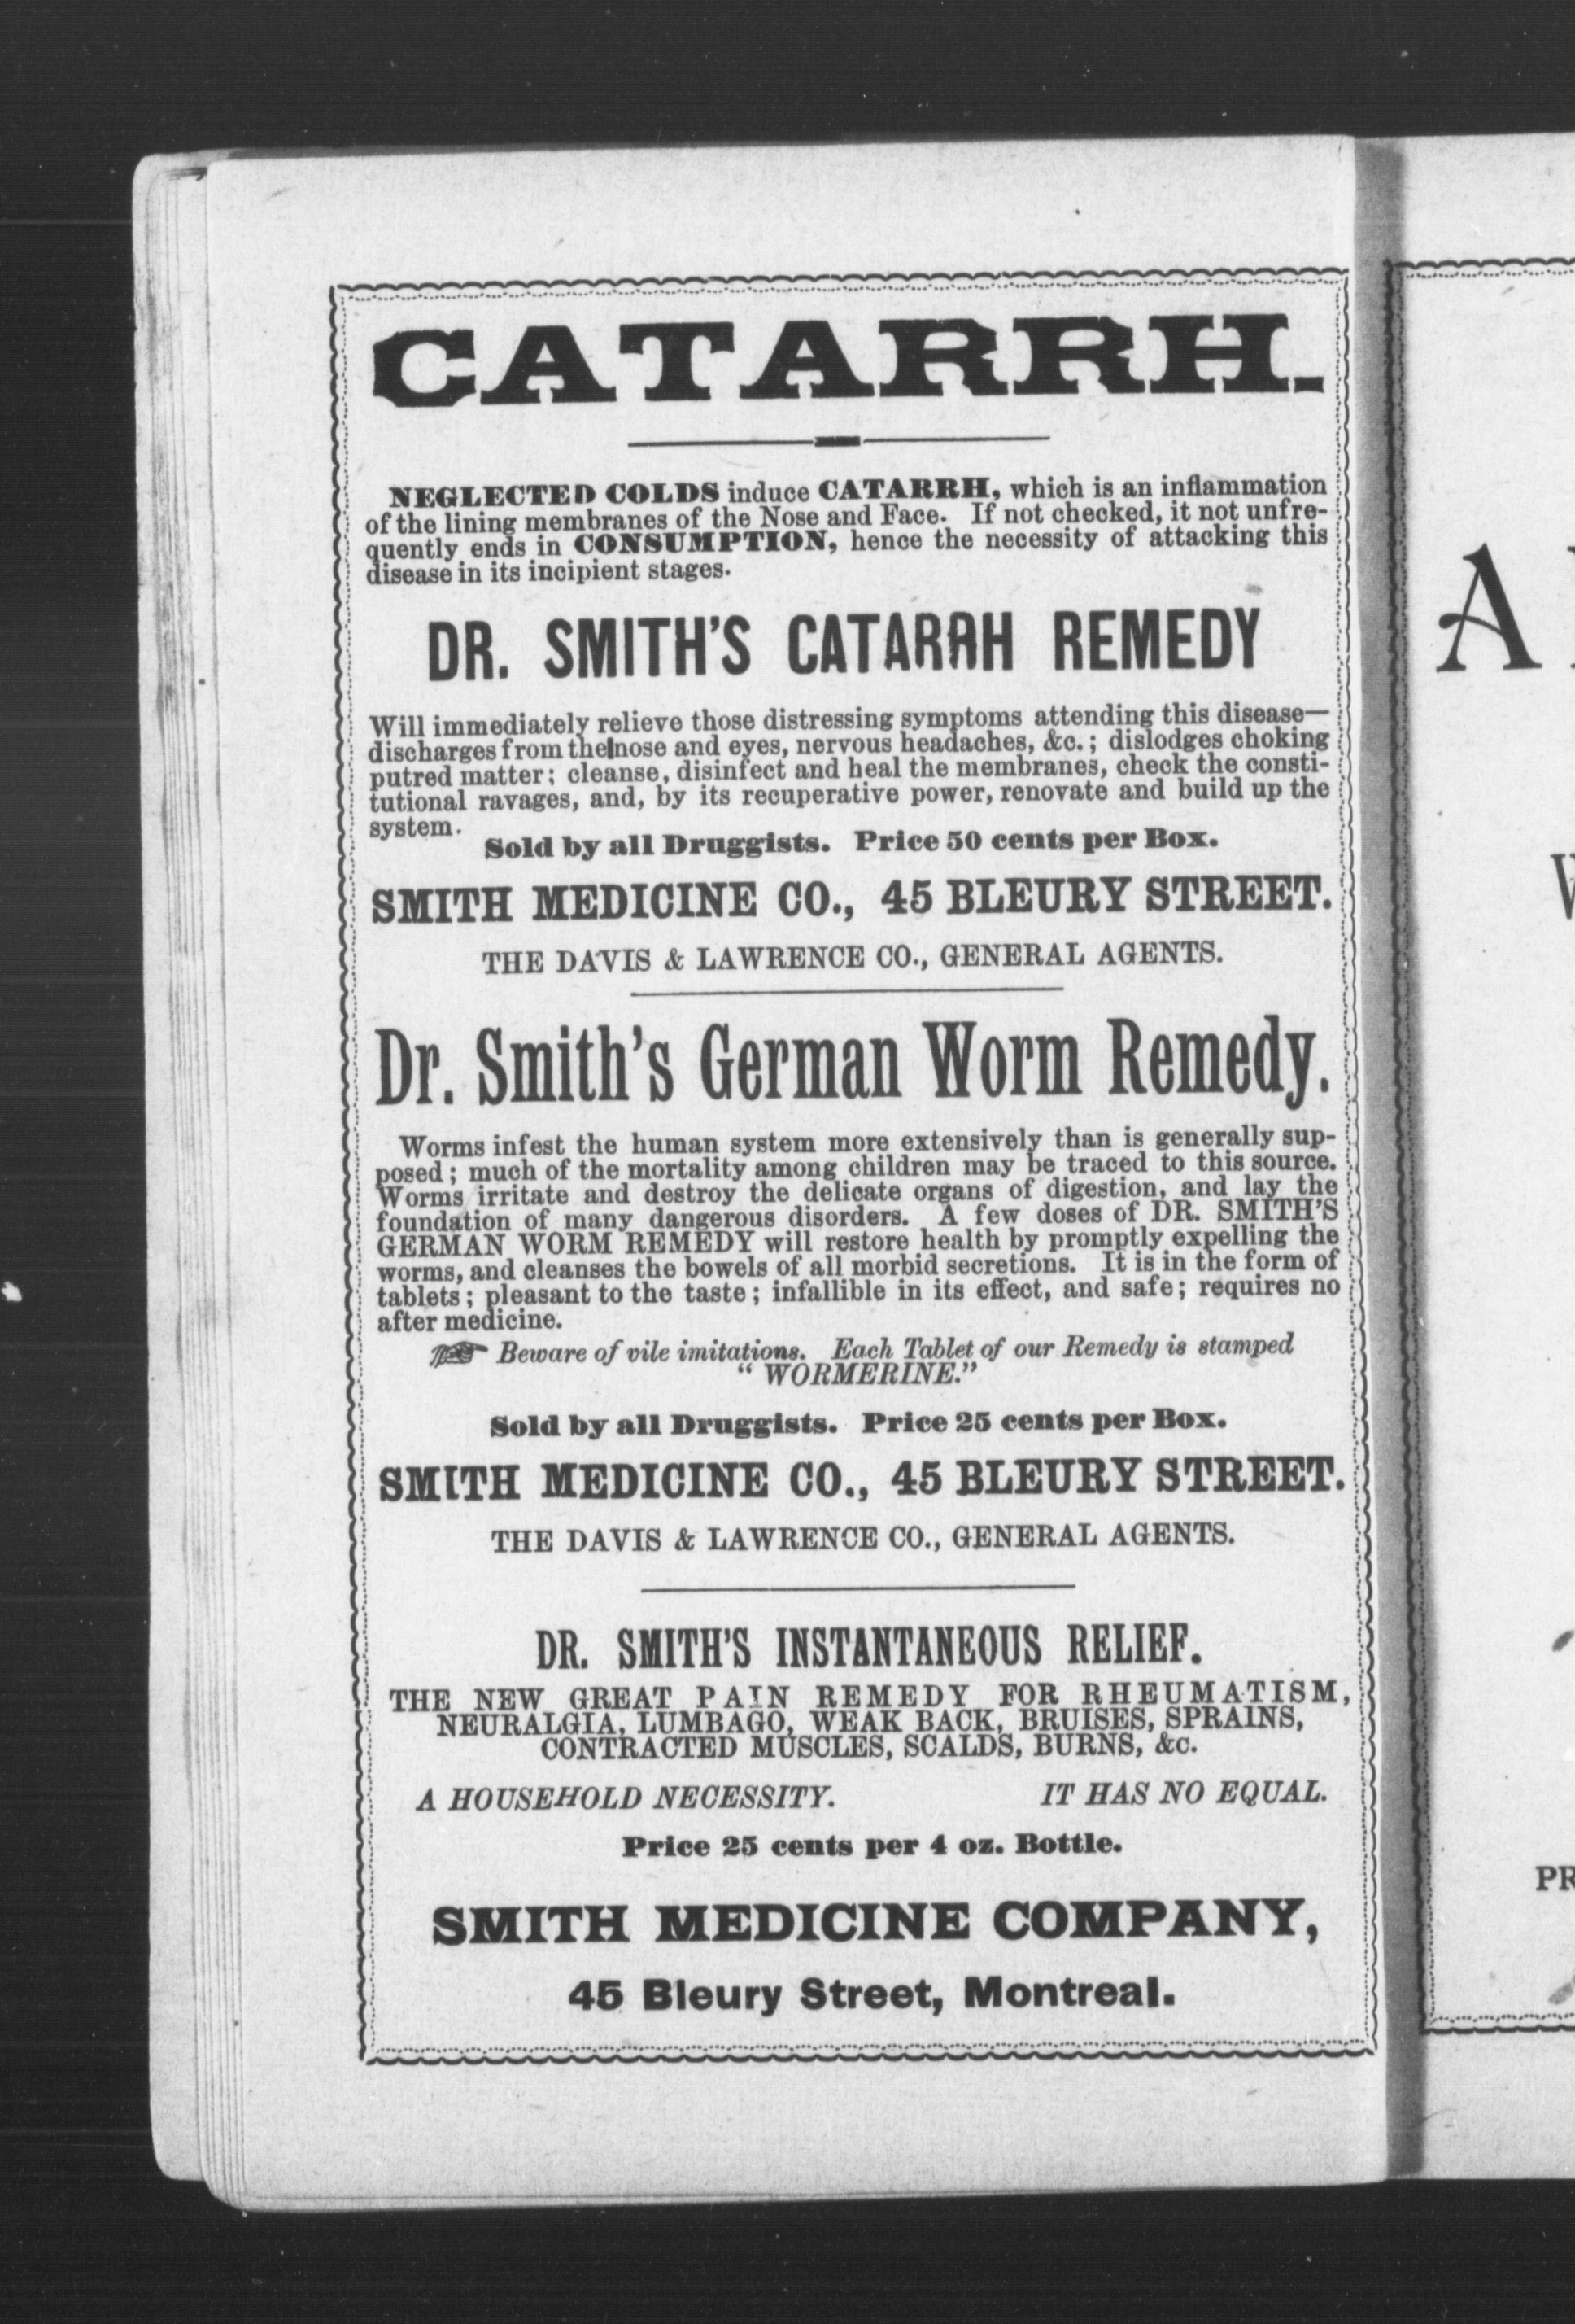 CATARRH.
NEGLECTED COLDS induce CATARRH, which is an inflammation
of the lining membranes of the Nose and Face. If not checked, it not unfre-
quently ends in CONSUMPTION, hence the necessity of attacking this
disease in its incipient stages.
DR. SMITH'S CATARRH REMEDY
Will immediately relieve those distressing symptoms attending this disease—
discharges from the nose and eyes, nervous headaches, &c.; dislodges choking
putred matter; cleanse, disinfect and heal the membranes, check the consti-
tutional ravages, and, by its recuperative power, renovate and build up the
system.
Sold by all Druggists. Price 50 cents per Box.
SMITH MEDICINE CO., 45 BLEURY STREET.
THE DAVIS & LAWRENCE CO., GENERAL AGENTS.
Dr. Smith's German Worm Remedy.
Worms infest the human system more extensively than is generally sup-
posed; much of the mortality among children may be traced to this source.
Worms irritate and destroy the delicate organs of digestion, and lay the
foundation of many dangerous disorders. A few doses of DR. SMITH'S
GERMAN WORM REMEDY will restore health by promptly expelling the
worms, and cleanses the bowels of all morbid secretions. It is in the form of
tablets; pleasant to the taste; infallible in its effect, and safe; requires no
after medicine.
Beware of vile imitations. Each Tablet of our Remedy is stamped
"WORMERINE."
Sold by all Druggists. Price 25 cents per Box.
SMITH MEDICINE CO., 45 BLEURY STREET.
THE DAVIS & LAWRENCE CO., GENERAL AGENTS.
DR. SMITH'S INSTANTANEOUS RELIEF.
THE NEW GREAT PAIN REMEDY FOR RHEUMATISM,
NEURALGIA, LUMBAGO, WEAK BACK, BRUISES, SPRAINS,
CONTRACTED MUSCLES, SCALDS, BURNS, &c.
A HOUSEHOLD NECESSITY. IT HAS NO EQUAL.
Price 25 cents per 4 oz. Bottle.
SMITH MEDICINE COMPANY,
45 Bleury Street, Montreal.
A
PR